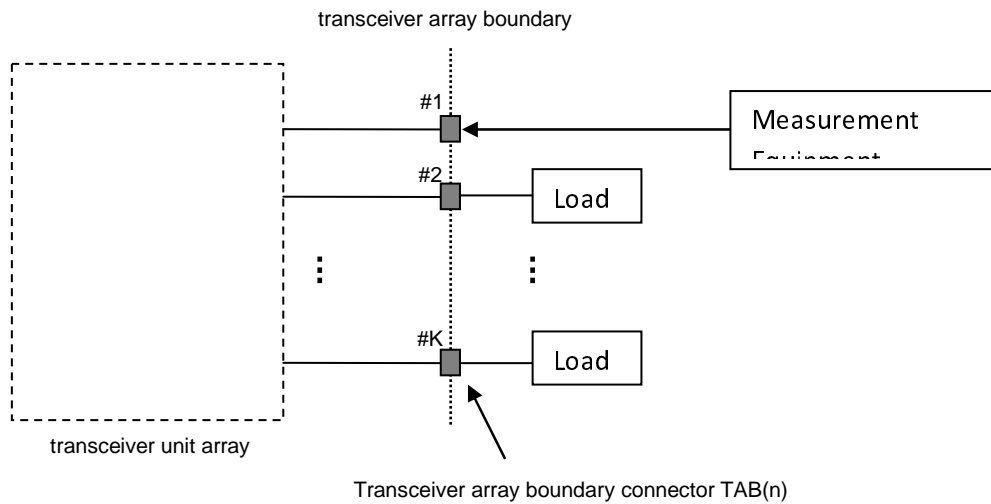 transceiver array boundary
#1
Measurement
#2
Load
#K
Load
transceiver unit array
Transceiver array boundary connector TAB(n)